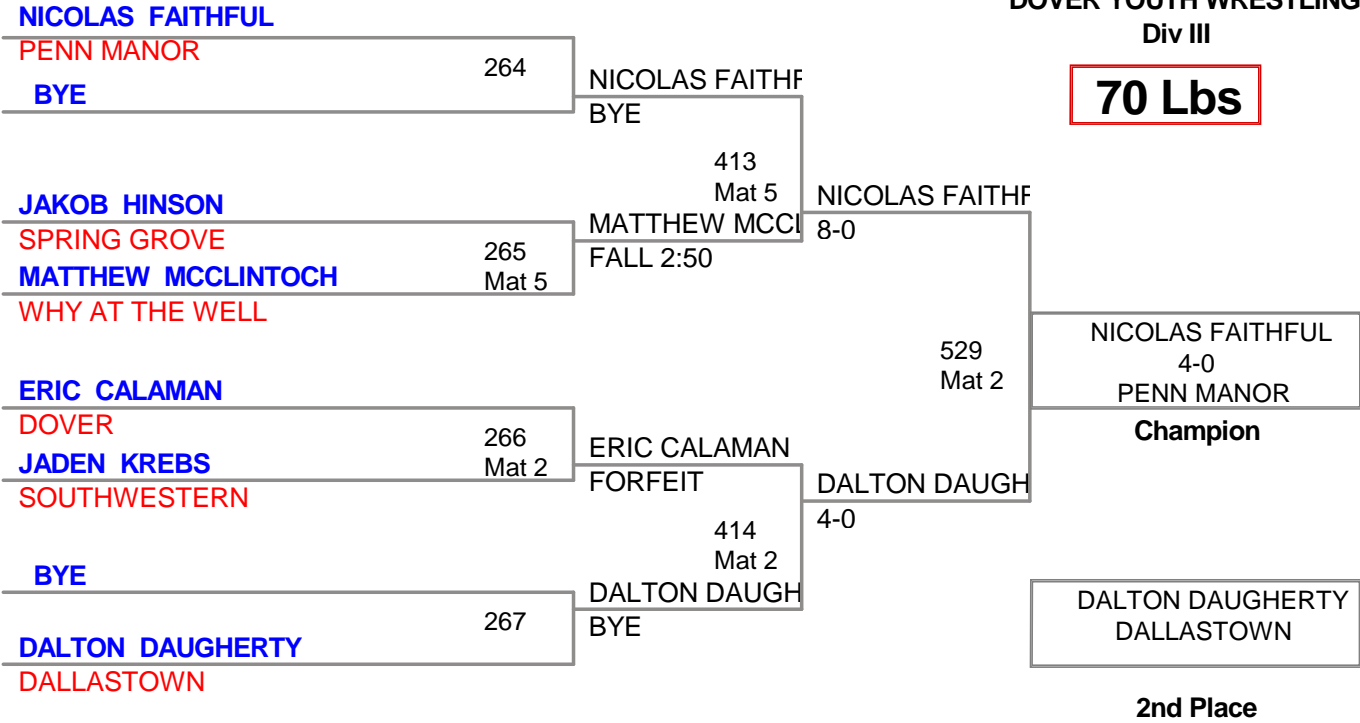 DOVER YOUTH WRESTLING
Div III
70 Lbs
NICOLAS FAITHFUL
PENN MANOR
BYE
264
JAKOB HINSON
SPRING GROVE
MATTHEW MCCLINTOCH
WHY AT THE WELL
265
Mat 5
ERIC CALAMAN
DOVER
JADEN KREBS
SOUTHWESTERN
266
Mat 2
BYE
DALTON DAUGHERTY
DALLASTOWN
267
NICOLAS FAITHF
BYE
413
Mat 5
MATTHEW MCCL
FALL 2:50
ERIC CALAMAN
FORFEIT
414
Mat 2
DALTON DAUGH
BYE
NICOLAS FAITHF
8-0
529
Mat 2
DALTON DAUGH
4-0
NICOLAS FAITHFUL
4-0
PENN MANOR
Champion
DALTON DAUGHERTY
DALLASTOWN
2nd Place